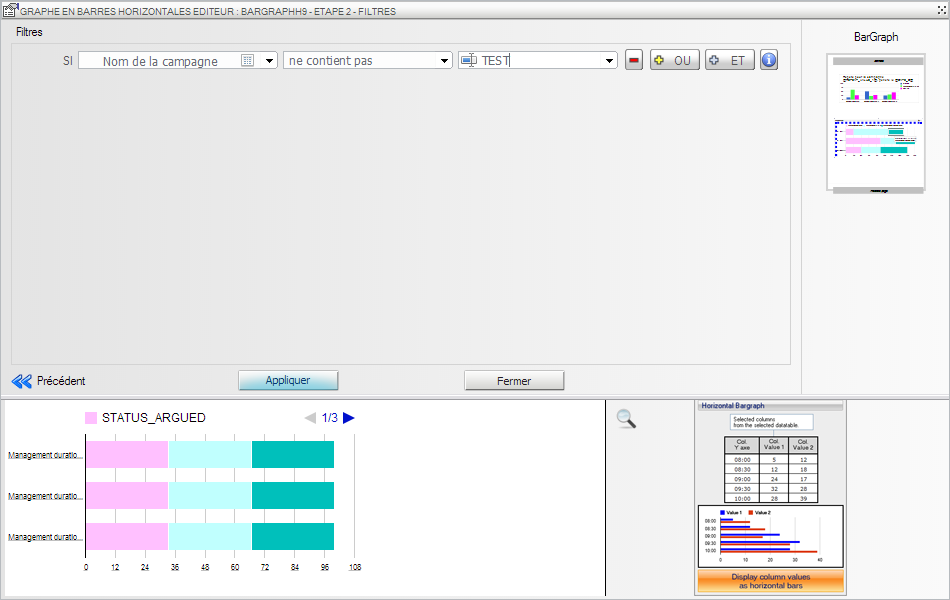 GRAPHE EN BARRES HORIZONTALES EDITEUR : BARGRAPHH9 - ETAPE 2 - FILTRES
Filtres
SI Nom de la campagne ne contient pas TEST OU ET
BarGraph
Précédent Appliquer Fermer
STATUS_ARGUED 1/3
Management duratio...
Management duratio...
Management duratio...
0 12 24 36 48 60 72 84 96 108
Horizontal Bargraph
Selected columns
from the selected datatable
Col. Y axe Col. Value 1 Col. Value 2
08:00 5 12
08:30 12 18
09:00 24 17
09:30 32 28
10:00 28 39
Value 1 Value 2
08:00
08:30
09:00
09:30
10:00
0 10 20 30 40
Display column values
as horizontal bars